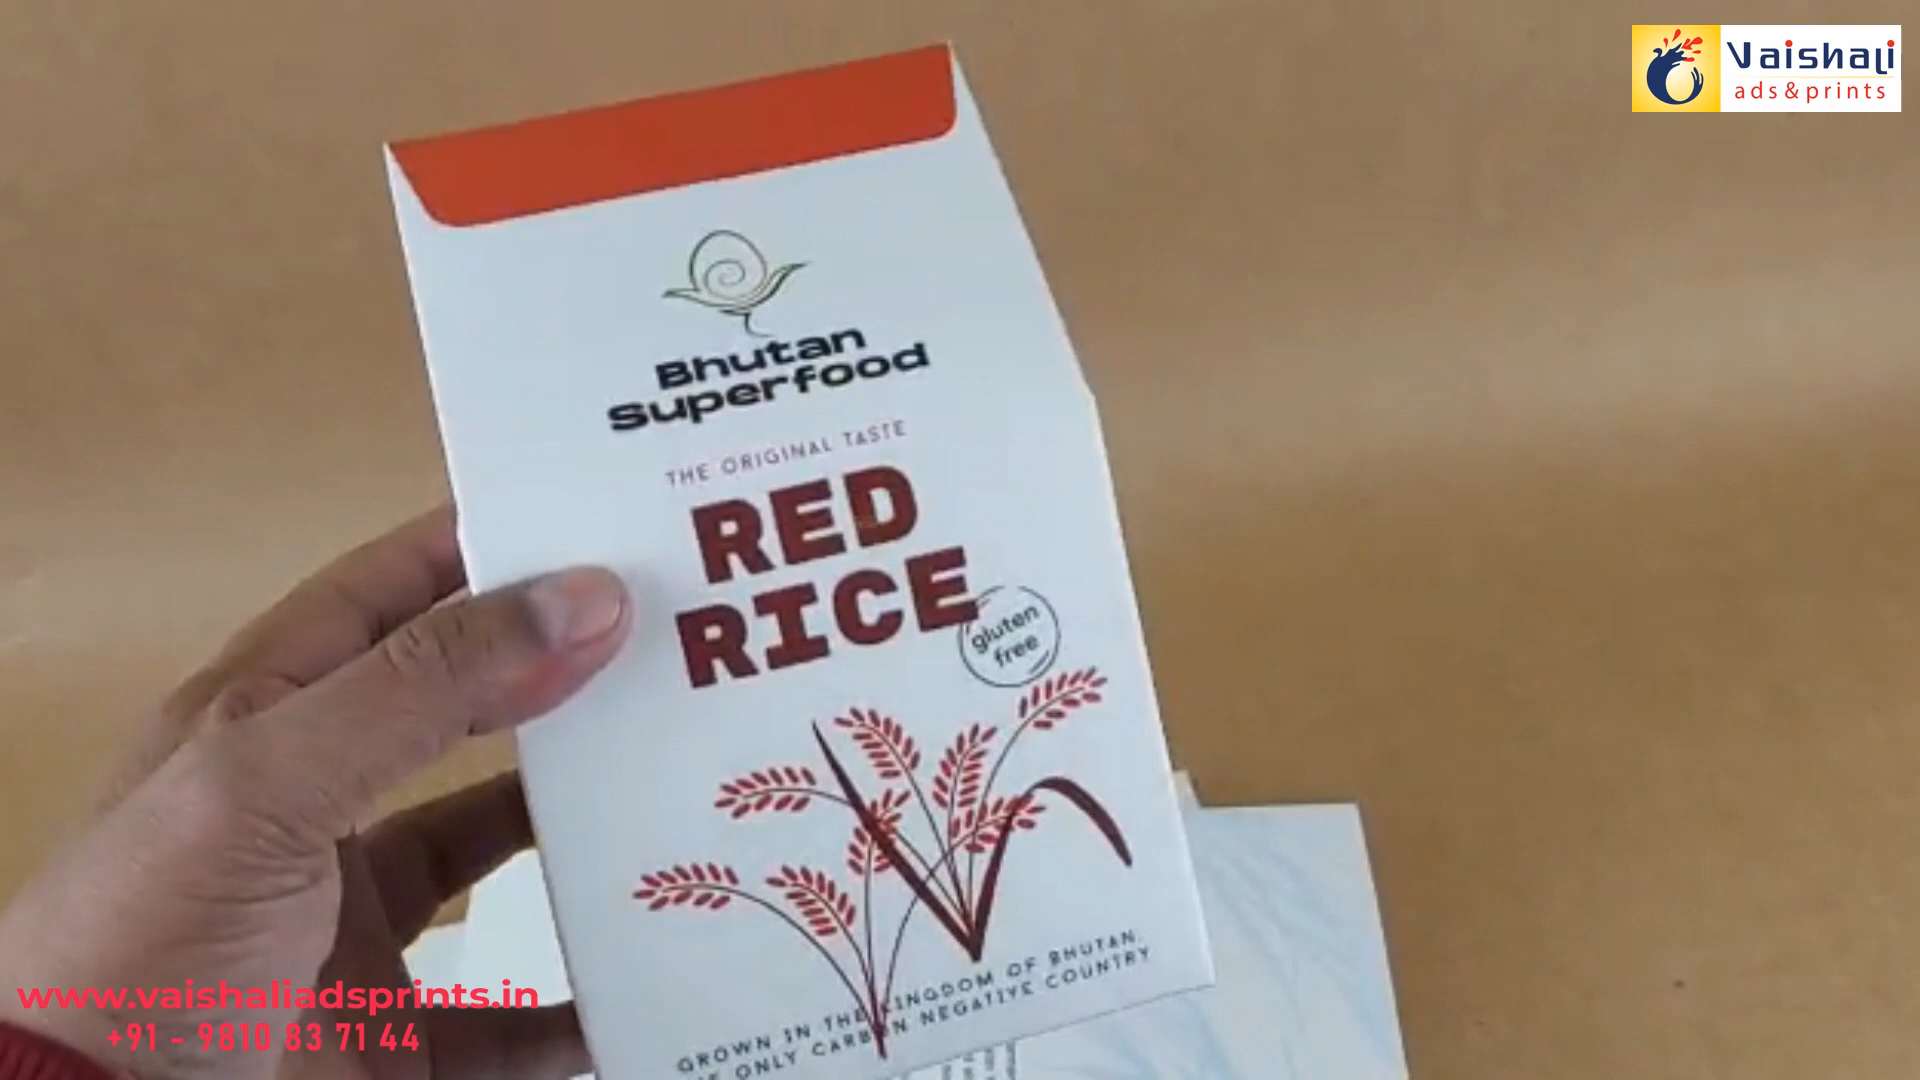 Vaishali
ads&prints
Bhutan
Superfood
THE ORIGINAL TASTE
RED
RICE
gluten
free
GROWN IN THE KINGDOM OF BHUTAN,
ONLY CARBON NEGATIVE COUNTRY
www.vaishaliadsprints.in
+91 - 9810 83 71 44